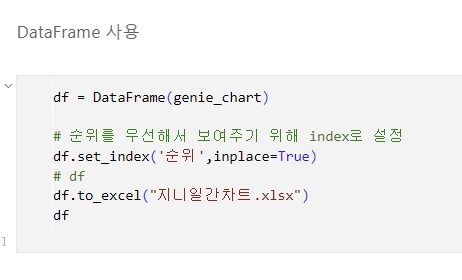 DataFrame 사용
df = DataFrame(genie_chart)
# 순위를 우선해서 보여주기 위해 index로 설정
df.set_index('순위',inplace=True)
# df
df.to_excel("지니일간차트.xlsx")
df
]